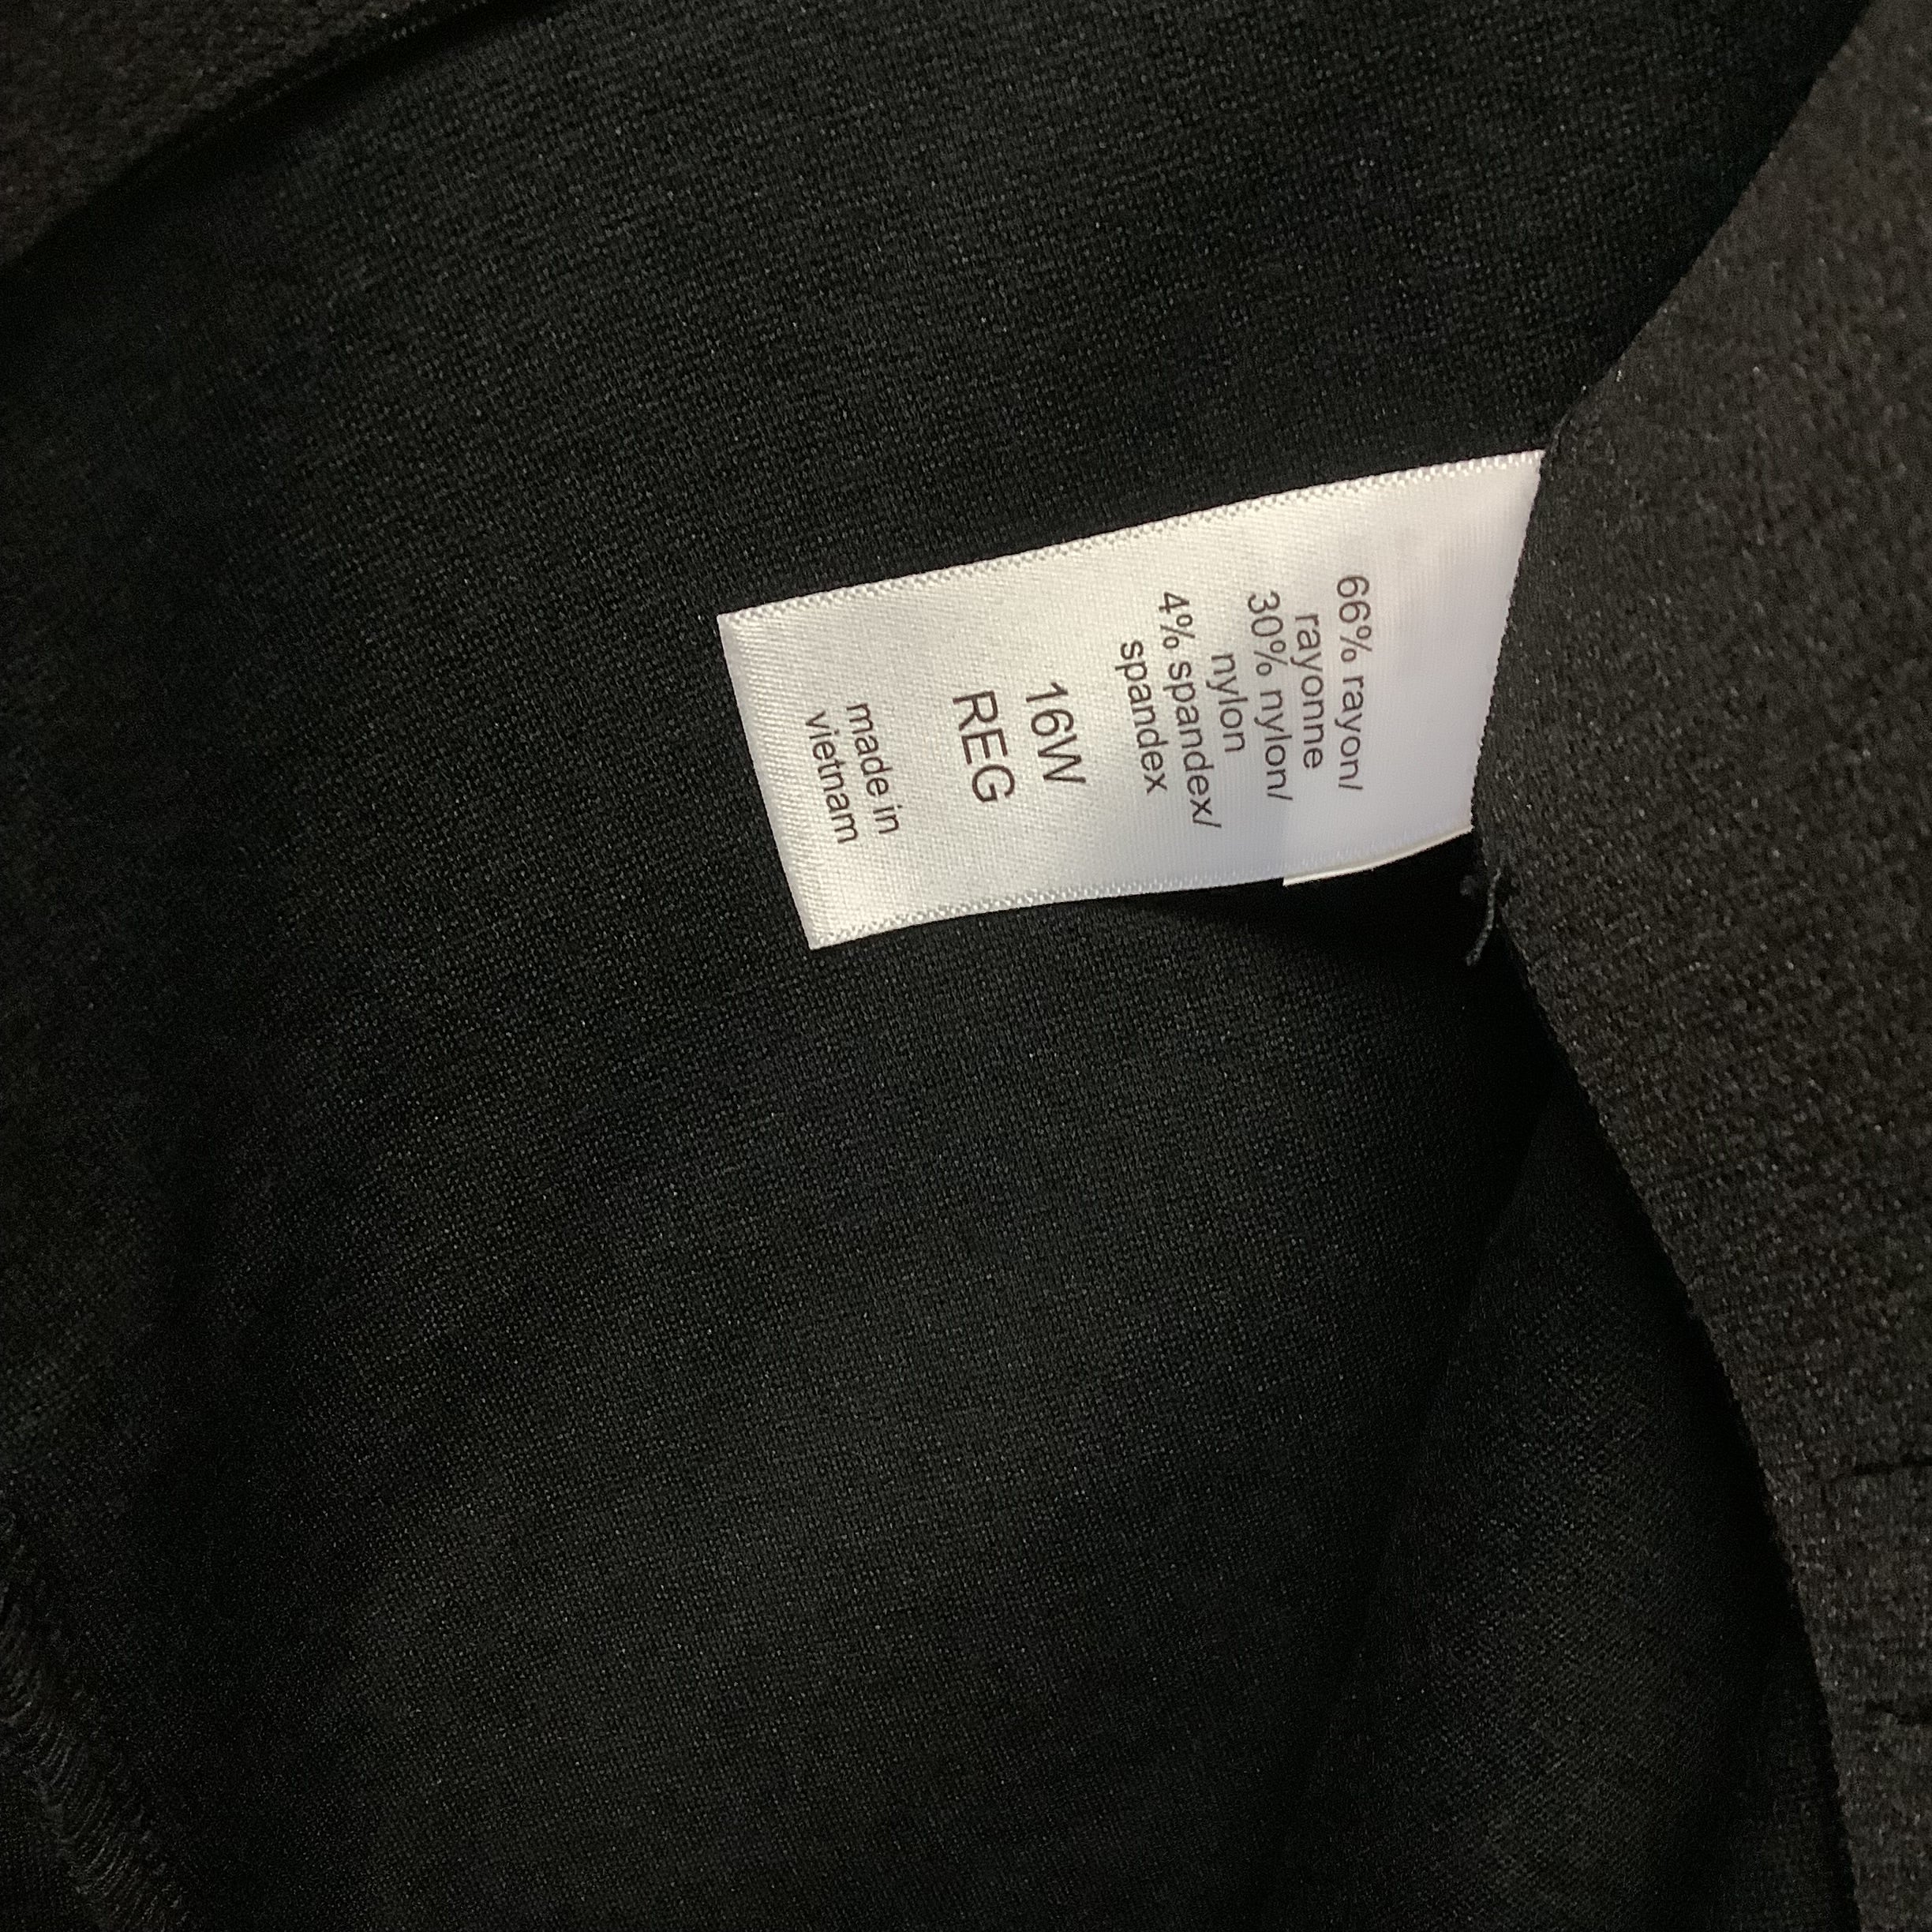 66% rayon/
rayonne
30% nylon/
nylon
4% spandex/
spandex
16W
REG
made in
vietnam